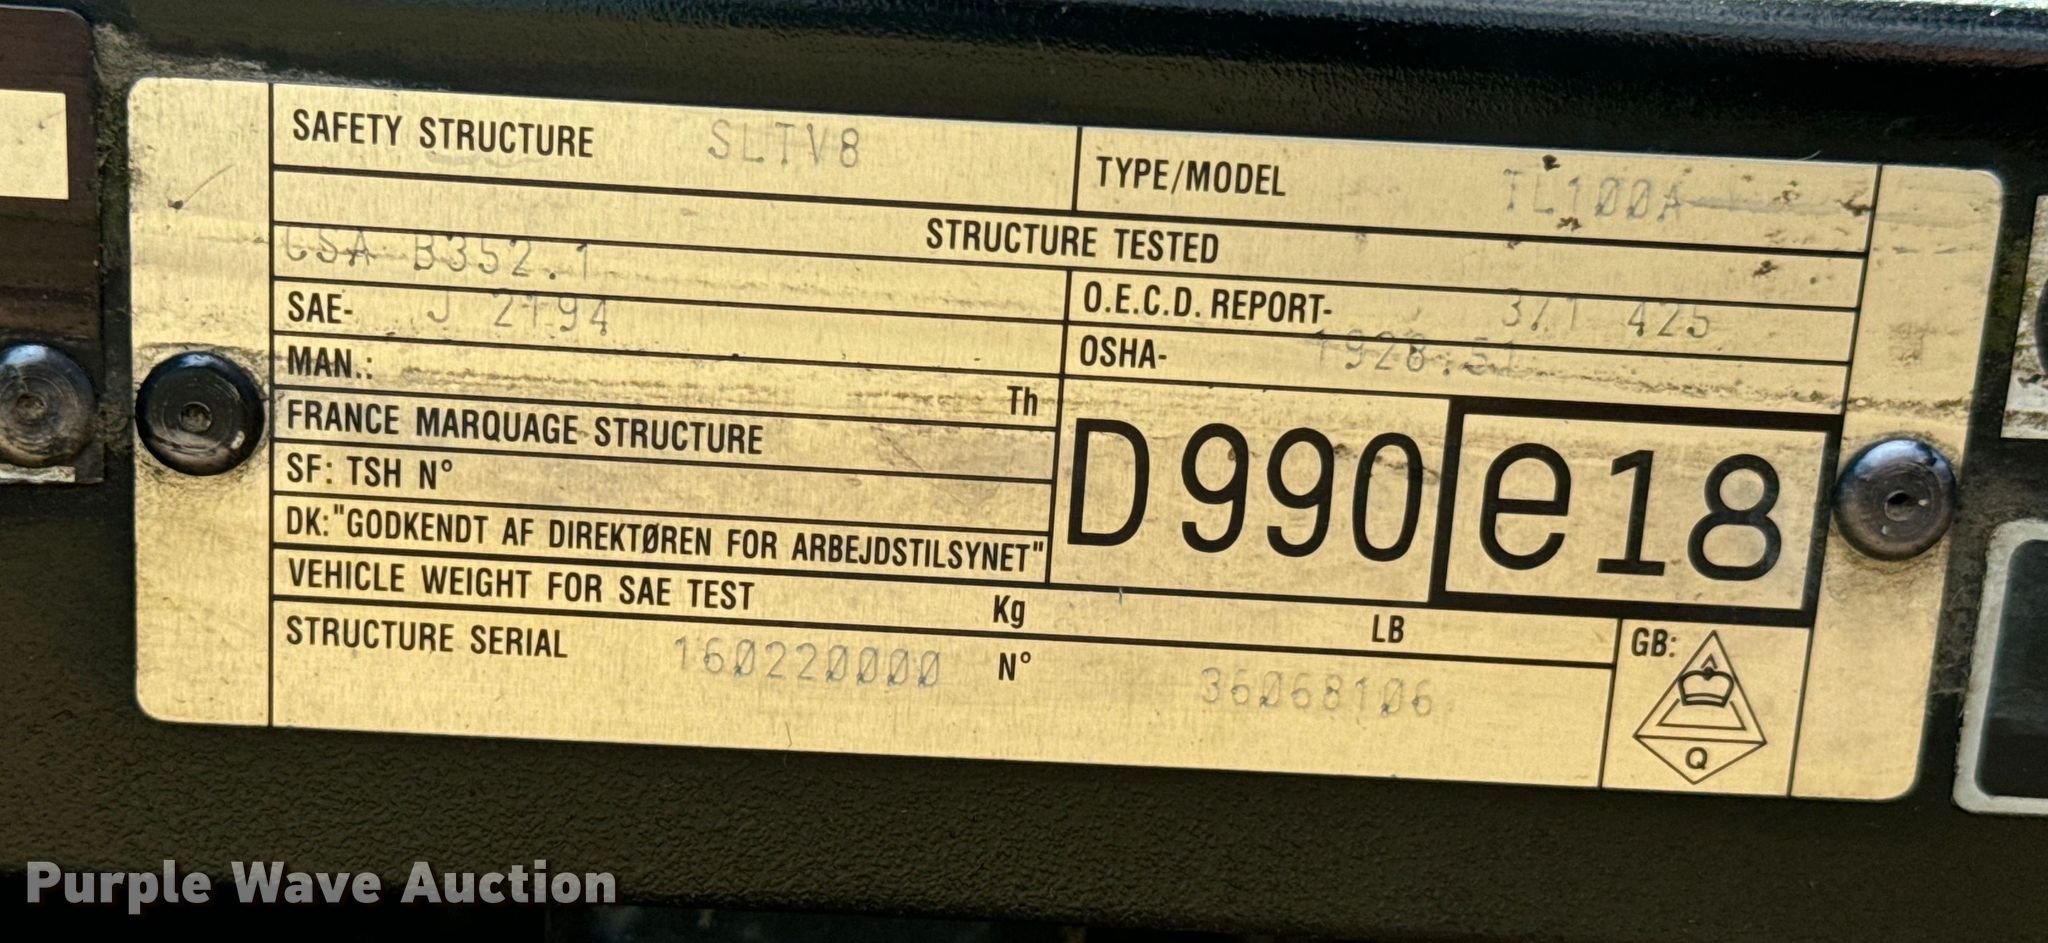 SAFETY STRUCTURE SLTV8
TYPE/MODEL TL100A
STRUCTURE TESTED
CSA B352.1
O.E.C.D. REPORT- 3/1 425
SAE- J 2194
OSHA- 1928.51
MAN.: Th
FRANCE MARQUAGE STRUCTURE
D990 e18
SF: TSH N°
DK:"GODKENDT AF DIREKTØREN FOR ARBEJDSTILSYNET"
VEHICLE WEIGHT FOR SAE TEST Kg LB
STRUCTURE SERIAL 160220000 N° 36068106
GB:
Q
Purple Wave Auction